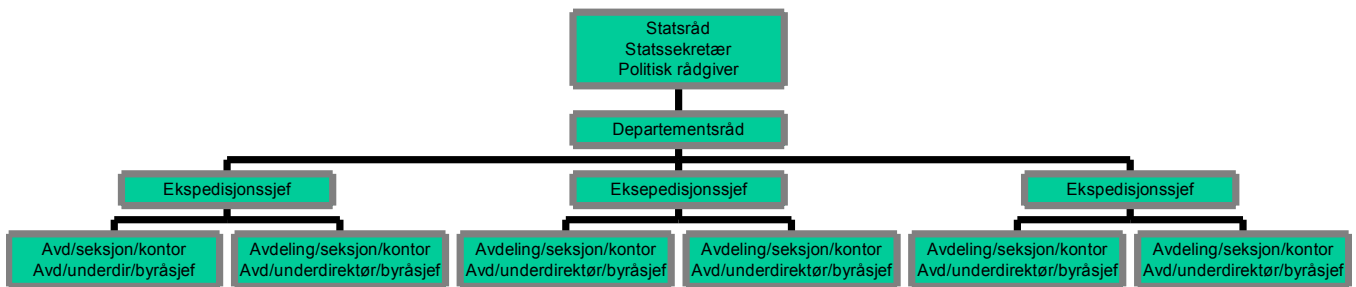 Statsråd
Statssekretær
Politisk rådgiver
Departementsråd
Ekspedisjonssjef
Eksepedisjonssjef
Ekspedisjonssjef
Avd/seksjon/kontor
Avd/underdir/byråsjef
Avdeling/seksjon/kontor
Avd/underdirektør/byråsjef
Avdeling/seksjon/kontor
Avd/underdirektør/byråsjef
Avdeling/seksjon/kontor
Avd/underdirektør/byråsjef
Avdeling/seksjon/kontor
Avd/underdirektør/byråsjef
Avdeling/seksjon/kontor
Avd/underdirektør/byråsjef